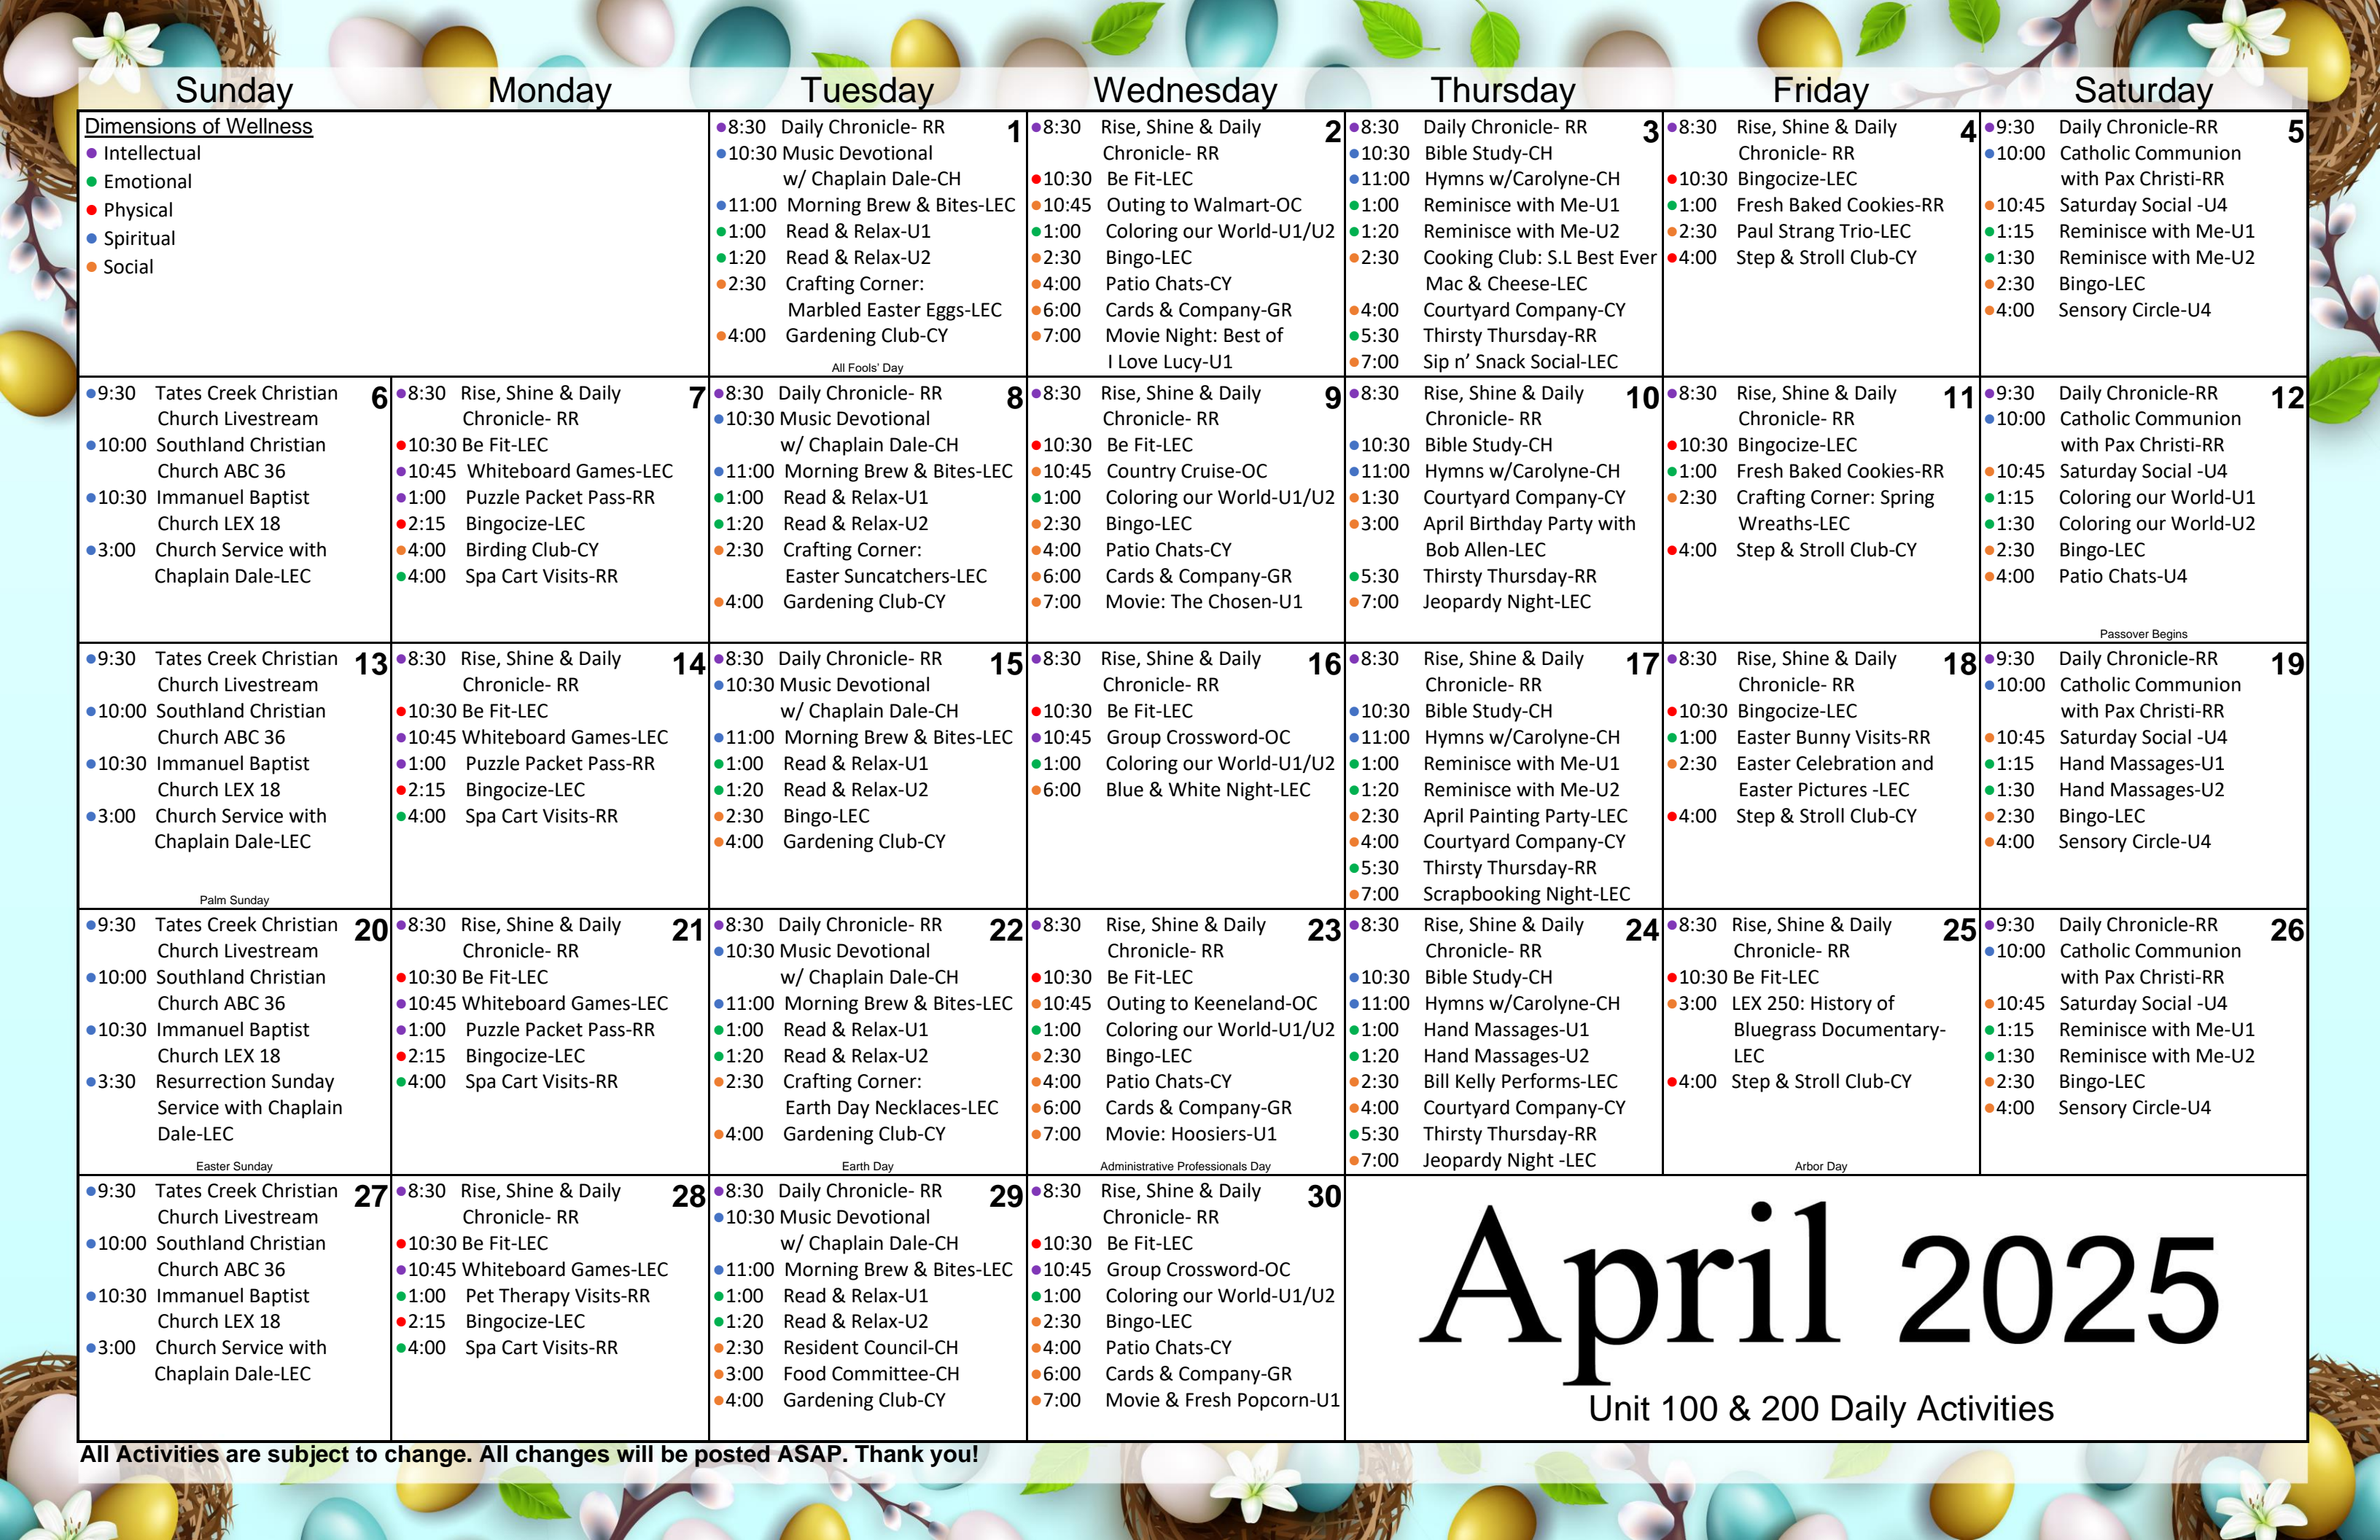 Sunday Monday Tuesday Wednesday Thursday Friday Saturday
Dimensions of Wellness
Intellectual
Emotional
Physical
Spiritual
Social
1
8:30 Daily Chronicle- RR
10:30 Music Devotional
w/ Chaplain Dale-CH
11:00 Morning Brew & Bites-LEC
1:00 Read & Relax-U1
1:20 Read & Relax-U2
2:30 Crafting Corner:
Marbled Easter Eggs-LEC
4:00 Gardening Club-CY
All Fools' Day
2
8:30 Rise, Shine & Daily
Chronicle- RR
10:30 Be Fit-LEC
10:45 Outing to Walmart-OC
1:00 Coloring our World-U1/U2
2:30 Bingo-LEC
4:00 Patio Chats-CY
6:00 Cards & Company-GR
7:00 Movie Night: Best of
I Love Lucy-U1
3
8:30 Daily Chronicle- RR
10:30 Bible Study-CH
11:00 Hymns w/Carolyne-CH
1:00 Reminisce with Me-U1
1:20 Reminisce with Me-U2
2:30 Cooking Club: S.L Best Ever
Mac & Cheese-LEC
4:00 Courtyard Company-CY
5:30 Thirsty Thursday-RR
7:00 Sip n' Snack Social-LEC
4
8:30 Rise, Shine & Daily
Chronicle- RR
10:30 Bingocize-LEC
1:00 Fresh Baked Cookies-RR
2:30 Paul Strang Trio-LEC
4:00 Step & Stroll Club-CY
5
9:30 Daily Chronicle-RR
10:00 Catholic Communion
with Pax Christi-RR
10:45 Saturday Social -U4
1:15 Reminisce with Me-U1
1:30 Reminisce with Me-U2
2:30 Bingo-LEC
4:00 Sensory Circle-U4
6
9:30 Tates Creek Christian
Church Livestream
10:00 Southland Christian
Church ABC 36
10:30 Immanuel Baptist
Church LEX 18
3:00 Church Service with
Chaplain Dale-LEC
7
8:30 Rise, Shine & Daily
Chronicle- RR
10:30 Be Fit-LEC
10:45 Whiteboard Games-LEC
1:00 Puzzle Packet Pass-RR
2:15 Bingocize-LEC
4:00 Birding Club-CY
4:00 Spa Cart Visits-RR
8
8:30 Daily Chronicle- RR
10:30 Music Devotional
w/ Chaplain Dale-CH
11:00 Morning Brew & Bites-LEC
1:00 Read & Relax-U1
1:20 Read & Relax-U2
2:30 Crafting Corner:
Easter Suncatchers-LEC
4:00 Gardening Club-CY
9
8:30 Rise, Shine & Daily
Chronicle- RR
10:30 Be Fit-LEC
10:45 Country Cruise-OC
1:00 Coloring our World-U1/U2
2:30 Bingo-LEC
4:00 Patio Chats-CY
6:00 Cards & Company-GR
7:00 Movie: The Chosen-U1
10
8:30 Rise, Shine & Daily
Chronicle- RR
10:30 Bible Study-CH
11:00 Hymns w/Carolyne-CH
1:30 Courtyard Company-CY
3:00 April Birthday Party with
Bob Allen-LEC
5:30 Thirsty Thursday-RR
7:00 Jeopardy Night-LEC
11
8:30 Rise, Shine & Daily
Chronicle- RR
10:30 Bingocize-LEC
1:00 Fresh Baked Cookies-RR
2:30 Crafting Corner: Spring
Wreaths-LEC
4:00 Step & Stroll Club-CY
12
9:30 Daily Chronicle-RR
10:00 Catholic Communion
with Pax Christi-RR
10:45 Saturday Social -U4
1:15 Coloring our World-U1
1:30 Coloring our World-U2
2:30 Bingo-LEC
4:00 Patio Chats-U4
Passover Begins
13
9:30 Tates Creek Christian
Church Livestream
10:00 Southland Christian
Church ABC 36
10:30 Immanuel Baptist
Church LEX 18
3:00 Church Service with
Chaplain Dale-LEC
Palm Sunday
14
8:30 Rise, Shine & Daily
Chronicle- RR
10:30 Be Fit-LEC
10:45 Whiteboard Games-LEC
1:00 Puzzle Packet Pass-RR
2:15 Bingocize-LEC
4:00 Spa Cart Visits-RR
15
8:30 Daily Chronicle- RR
10:30 Music Devotional
w/ Chaplain Dale-CH
11:00 Morning Brew & Bites-LEC
1:00 Read & Relax-U1
1:20 Read & Relax-U2
2:30 Bingo-LEC
4:00 Gardening Club-CY
16
8:30 Rise, Shine & Daily
Chronicle- RR
10:30 Be Fit-LEC
10:45 Group Crossword-OC
1:00 Coloring our World-U1/U2
6:00 Blue & White Night-LEC
17
8:30 Rise, Shine & Daily
Chronicle- RR
10:30 Bible Study-CH
11:00 Hymns w/Carolyne-CH
1:00 Reminisce with Me-U1
1:20 Reminisce with Me-U2
2:30 April Painting Party-LEC
4:00 Courtyard Company-CY
5:30 Thirsty Thursday-RR
7:00 Scrapbooking Night-LEC
18
8:30 Rise, Shine & Daily
Chronicle- RR
10:30 Bingocize-LEC
1:00 Easter Bunny Visits-RR
2:30 Easter Celebration and
Easter Pictures -LEC
4:00 Step & Stroll Club-CY
19
9:30 Daily Chronicle-RR
10:00 Catholic Communion
with Pax Christi-RR
10:45 Saturday Social -U4
1:15 Hand Massages-U1
1:30 Hand Massages-U2
2:30 Bingo-LEC
4:00 Sensory Circle-U4
20
9:30 Tates Creek Christian
Church Livestream
10:00 Southland Christian
Church ABC 36
10:30 Immanuel Baptist
Church LEX 18
3:30 Resurrection Sunday
Service with Chaplain
Dale-LEC
Easter Sunday
21
8:30 Rise, Shine & Daily
Chronicle- RR
10:30 Be Fit-LEC
10:45 Whiteboard Games-LEC
1:00 Puzzle Packet Pass-RR
2:15 Bingocize-LEC
4:00 Spa Cart Visits-RR
22
8:30 Daily Chronicle- RR
10:30 Music Devotional
w/ Chaplain Dale-CH
11:00 Morning Brew & Bites-LEC
1:00 Read & Relax-U1
1:20 Read & Relax-U2
2:30 Crafting Corner:
Earth Day Necklaces-LEC
4:00 Gardening Club-CY
Earth Day
23
8:30 Rise, Shine & Daily
Chronicle- RR
10:30 Be Fit-LEC
10:45 Outing to Keeneland-OC
1:00 Coloring our World-U1/U2
2:30 Bingo-LEC
4:00 Patio Chats-CY
6:00 Cards & Company-GR
7:00 Movie: Hoosiers-U1
Administrative Professionals Day
24
8:30 Rise, Shine & Daily
Chronicle- RR
10:30 Bible Study-CH
11:00 Hymns w/Carolyne-CH
1:00 Hand Massages-U1
1:20 Hand Massages-U2
2:30 Bill Kelly Performs-LEC
4:00 Courtyard Company-CY
5:30 Thirsty Thursday-RR
7:00 Jeopardy Night -LEC
25
8:30 Rise, Shine & Daily
Chronicle- RR
10:30 Be Fit-LEC
3:00 LEX 250: History of
Bluegrass Documentary-
LEC
4:00 Step & Stroll Club-CY
Arbor Day
26
9:30 Daily Chronicle-RR
10:00 Catholic Communion
with Pax Christi-RR
10:45 Saturday Social -U4
1:15 Reminisce with Me-U1
1:30 Reminisce with Me-U2
2:30 Bingo-LEC
4:00 Sensory Circle-U4
27
9:30 Tates Creek Christian
Church Livestream
10:00 Southland Christian
Church ABC 36
10:30 Immanuel Baptist
Church LEX 18
3:00 Church Service with
Chaplain Dale-LEC
28
8:30 Rise, Shine & Daily
Chronicle- RR
10:30 Be Fit-LEC
10:45 Whiteboard Games-LEC
1:00 Pet Therapy Visits-RR
2:15 Bingocize-LEC
4:00 Spa Cart Visits-RR
29
8:30 Daily Chronicle- RR
10:30 Music Devotional
w/ Chaplain Dale-CH
11:00 Morning Brew & Bites-LEC
1:00 Read & Relax-U1
1:20 Read & Relax-U2
2:30 Resident Council-CH
3:00 Food Committee-CH
4:00 Gardening Club-CY
30
8:30 Rise, Shine & Daily
Chronicle- RR
10:30 Be Fit-LEC
10:45 Group Crossword-OC
1:00 Coloring our World-U1/U2
2:30 Bingo-LEC
4:00 Patio Chats-CY
6:00 Cards & Company-GR
7:00 Movie & Fresh Popcorn-U1
April 2025
Unit 100 & 200 Daily Activities
All Activities are subject to change. All changes will be posted ASAP. Thank you!